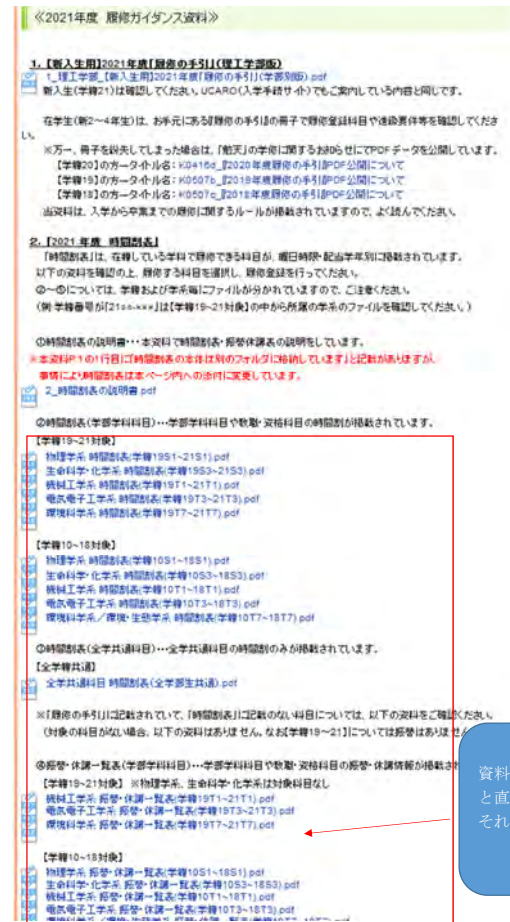 ≪2021年度 履修ガイダンス資料≫
1.【新入生用】2021年度「履修の手引」(理工学部版)
1_理工学部_【新入生用】2021年度「履修の手引」(学部別版).pdf
新入生(学籍21)は確認してください。UCARO(入学手続サイト)でもご案内している内容と同じです。
在学生(新2～4年生)は、お手元にある「履修の手引」の冊子で履修登録科目や進級要件等を確認してくださ
い。
※万一、冊子を紛失してしまった場合は、「勉天」の学修に関するお知らせにてPDFデータを公開しています。
【学籍20】の方―タイトル名：K0416d_『2020年度履修の手引』PDF公開について
【学籍19】の方―タイトル名：K0507b_『2019年度履修の手引』PDF公開について
【学籍18】の方―タイトル名：K0507c_『2018年度履修の手引』PDF公開について
当資料は、入学から卒業までの履修に関するルールが掲載されていますので、よく読んでください。
2.【2021年度 時間割表】
「時間割表」は、在籍している学科で履修できる科目が、曜日時限・配当学年別に掲載されています。
以下の資料を確認の上、履修する科目を選択し、履修登録を行ってください。
②～⑤については、学籍および学系毎にファイルが分かれていますので、ご注意ください。
(例:学籍番号が「21××-×××」は【学籍19～21対象】の中から所属の学系のファイルを確認してください。)
①時間割表の説明書・・・本資料で時間割表・振替休講表の説明をしています。
※本資料P.1の1行目に「時間割表の本体は別のフォルダに格納しています」と記載がありますが、
事情により時間割表は本ページ内への添付に変更しています。
2_時間割表の説明書.pdf
②時間割表(学部学科科目)…学部学科科目や教職・資格科目の時間割が掲載されています。
【学籍19～21対象】
物理学系 時間割表(学籍19S1~21S1).pdf
生命科学・化学系 時間割表(学籍19S3~21S3).pdf
機械工学系 時間割表(学籍19T1~21T1).pdf
電気電子工学系 時間割表(学籍19T3~21T3).pdf
環境科学系 時間割表(学籍19T7~21T7).pdf
【学籍10～18対象】
物理学系 時間割表(学籍10S1~18S1).pdf
生命科学・化学系 時間割表(学籍10S3~18S3).pdf
機械工学系 時間割表(学籍10T1~18T1).pdf
電気電子工学系 時間割表(学籍10T3~18T3).pdf
環境科学系／環境・生態学系 時間割表(学籍10T7~18T7).pdf
③時間割表(全学共通科目)…全学共通科目の時間割のみが掲載されています。
【全学籍共通】
全学共通科目 時間割表(全学部生共通).pdf
※「履修の手引」に記載されていて、「時間割表」に記載のない科目については、以下の資料をご確認ください。
(対象の科目がない場合、以下の資料はありません。なお【学籍19～21】については振替はありませ
④振替・休講一覧表(学部学科科目)…学部学科科目や教職・資格科目の振替・休講情報が掲載さ
【学籍19～21対象】 ※物理学系、生命科学・化学系は対象科目なし
機械工学系 振替・休講一覧表(学籍19T1~21T1).pdf
電気電子工学系 振替・休講一覧表(学籍19T3~21T3).pdf
環境科学系 振替・休講一覧表(学籍19T7~21T7).pdf
【学籍10～18対象】
物理学系 振替・休講一覧表(学籍10S1~18S1).pdf
生命科学・化学系 振替・休講一覧表(学籍10S3~18S3).pdf
機械工学系 振替・休講一覧表(学籍10T1~18T1).pdf
電気電子工学系 振替・休講一覧表(学籍10T3~18T3).pdf
資料
と直
それ